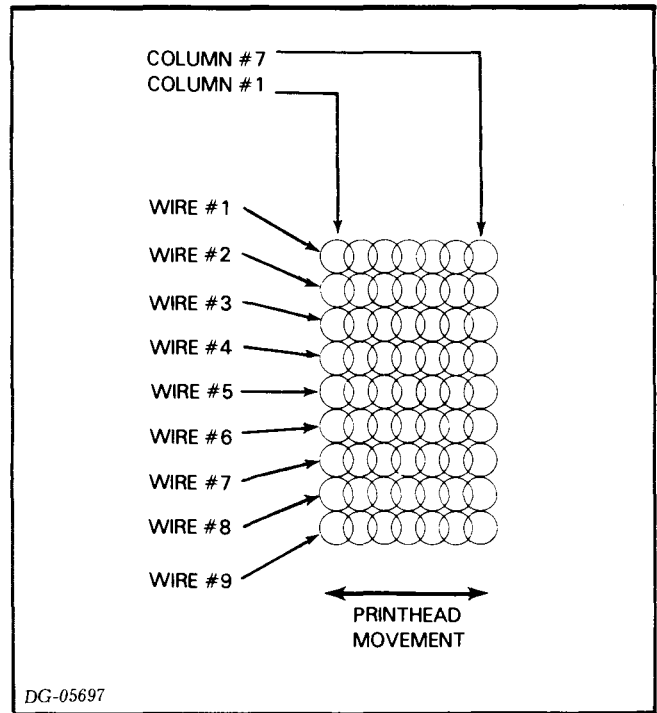 COLUMN #7
COLUMN #1
WIRE #1
WIRE #2
WIRE #3
WIRE #4
WIRE #5
WIRE #6
WIRE #7
WIRE #8
WIRE #9
PRINTHEAD
MOVEMENT
DG-05697